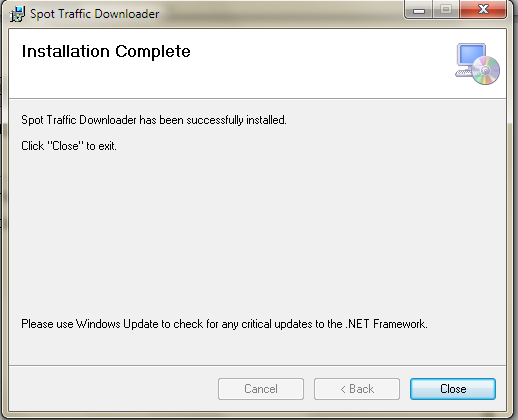 Spot Traffic Downloader
Installation Complete
Spot Traffic Downloader has been successfully installed.
Click "Close" to exit.
Please use Windows Update to check for any critical updates to the .NET Framework.
Cancel
< Back
Close